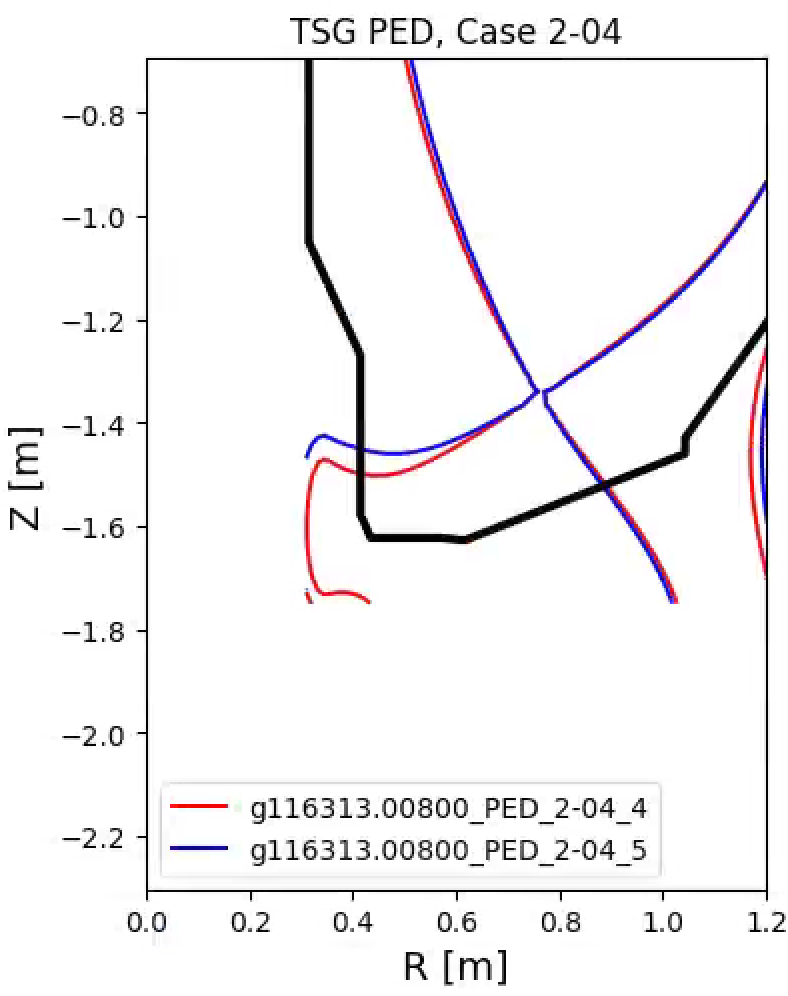 TSG PED, Case 2-04
−0.8
−1.0
−1.2
−1.4
−1.6
−1.8
−2.0
−2.2
Z [m]
g116313.00800_PED_2-04_4
g116313.00800_PED_2-04_5
0.0 0.2 0.4 0.6 0.8 1.0 1.2
R [m]